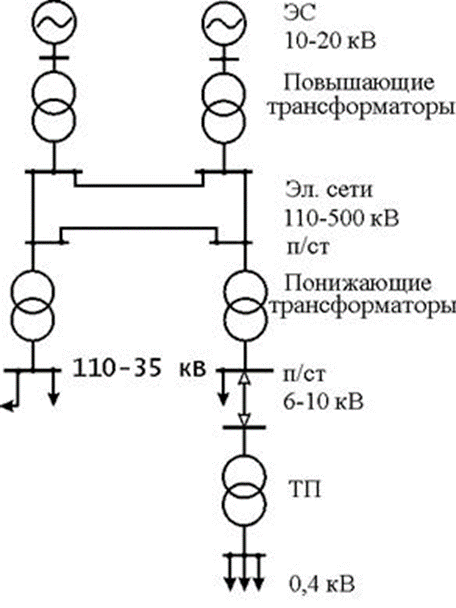 ЭС
10-20 кВ
Повышающие
трансформаторы
Эл. сети
110-500 кВ
п/ст
Понижающие
трансформаторы
110-35 кв
п/ст
6-10 кВ
ТП
0,4 кВ